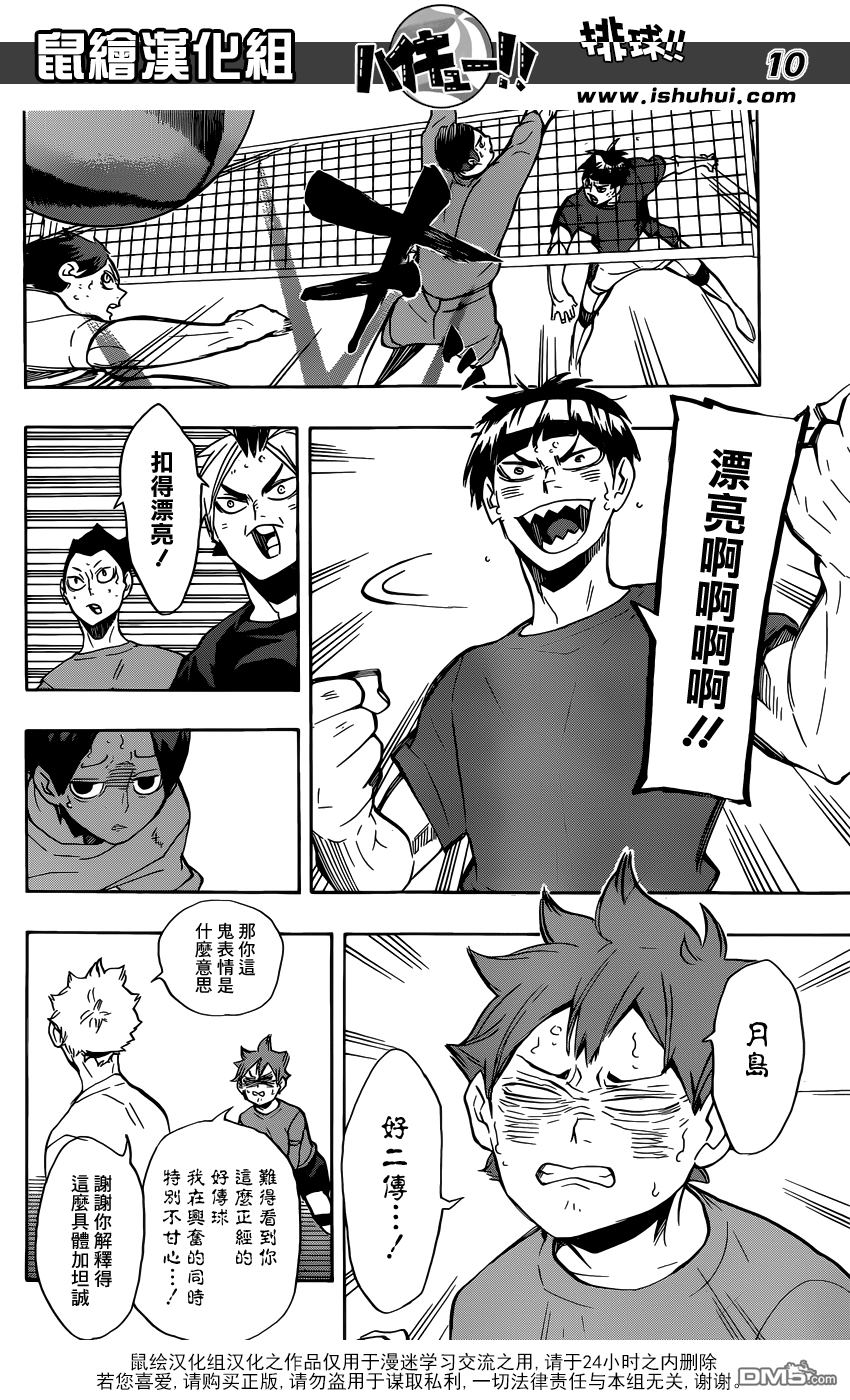 鼠繪漢化組
ハイキュー!!
排球!!
10
www.ishuhui.com
漂亮啊啊啊啊!!
扣得漂亮!
月島
好二傳…!
那你這
鬼表情是
什麼意思
難得看到你
這麼正經的
好傳球
我在興奮的同時
特別不甘心…!
謝謝你解釋得
這麼具體加坦誠
鼠绘汉化组汉化之作品仅用于漫迷学习交流之用, 请于24小时之内删除
若您喜爱, 请购买正版, 请勿盗用于谋取私利, 一切法律责任与本组无关, 谢谢。
DM5.com